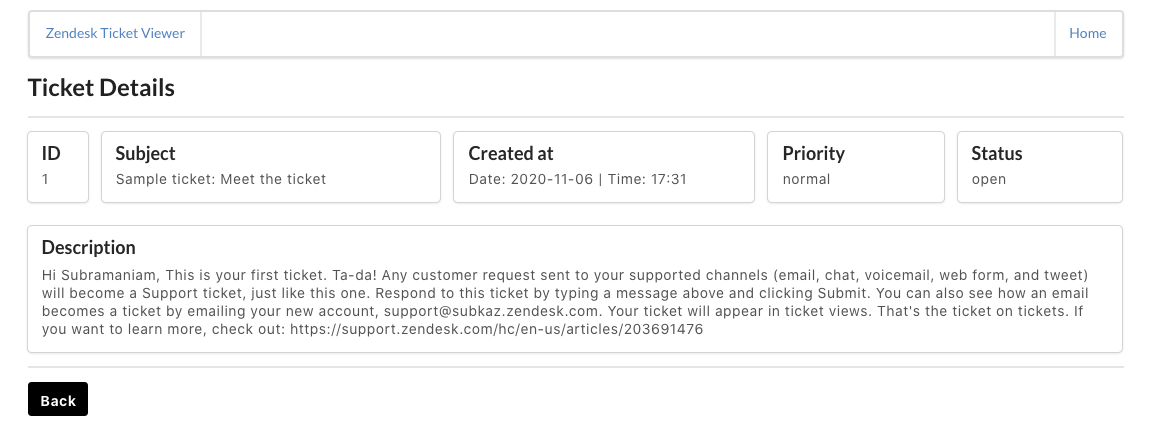 Zendesk Ticket Viewer
Home
Ticket Details
ID
1
Subject
Sample ticket: Meet the ticket
Created at
Date: 2020-11-06 | Time: 17:31
Priority
normal
Status
open
Description
Hi Subramaniam, This is your first ticket. Ta-da! Any customer request sent to your supported channels (email, chat, voicemail, web form, and tweet)
will become a Support ticket, just like this one. Respond to this ticket by typing a message above and clicking Submit. You can also see how an email
becomes a ticket by emailing your new account, support@subkaz.zendesk.com. Your ticket will appear in ticket views. That's the ticket on tickets. If
you want to learn more, check out: https://support.zendesk.com/hc/en-us/articles/203691476
Back